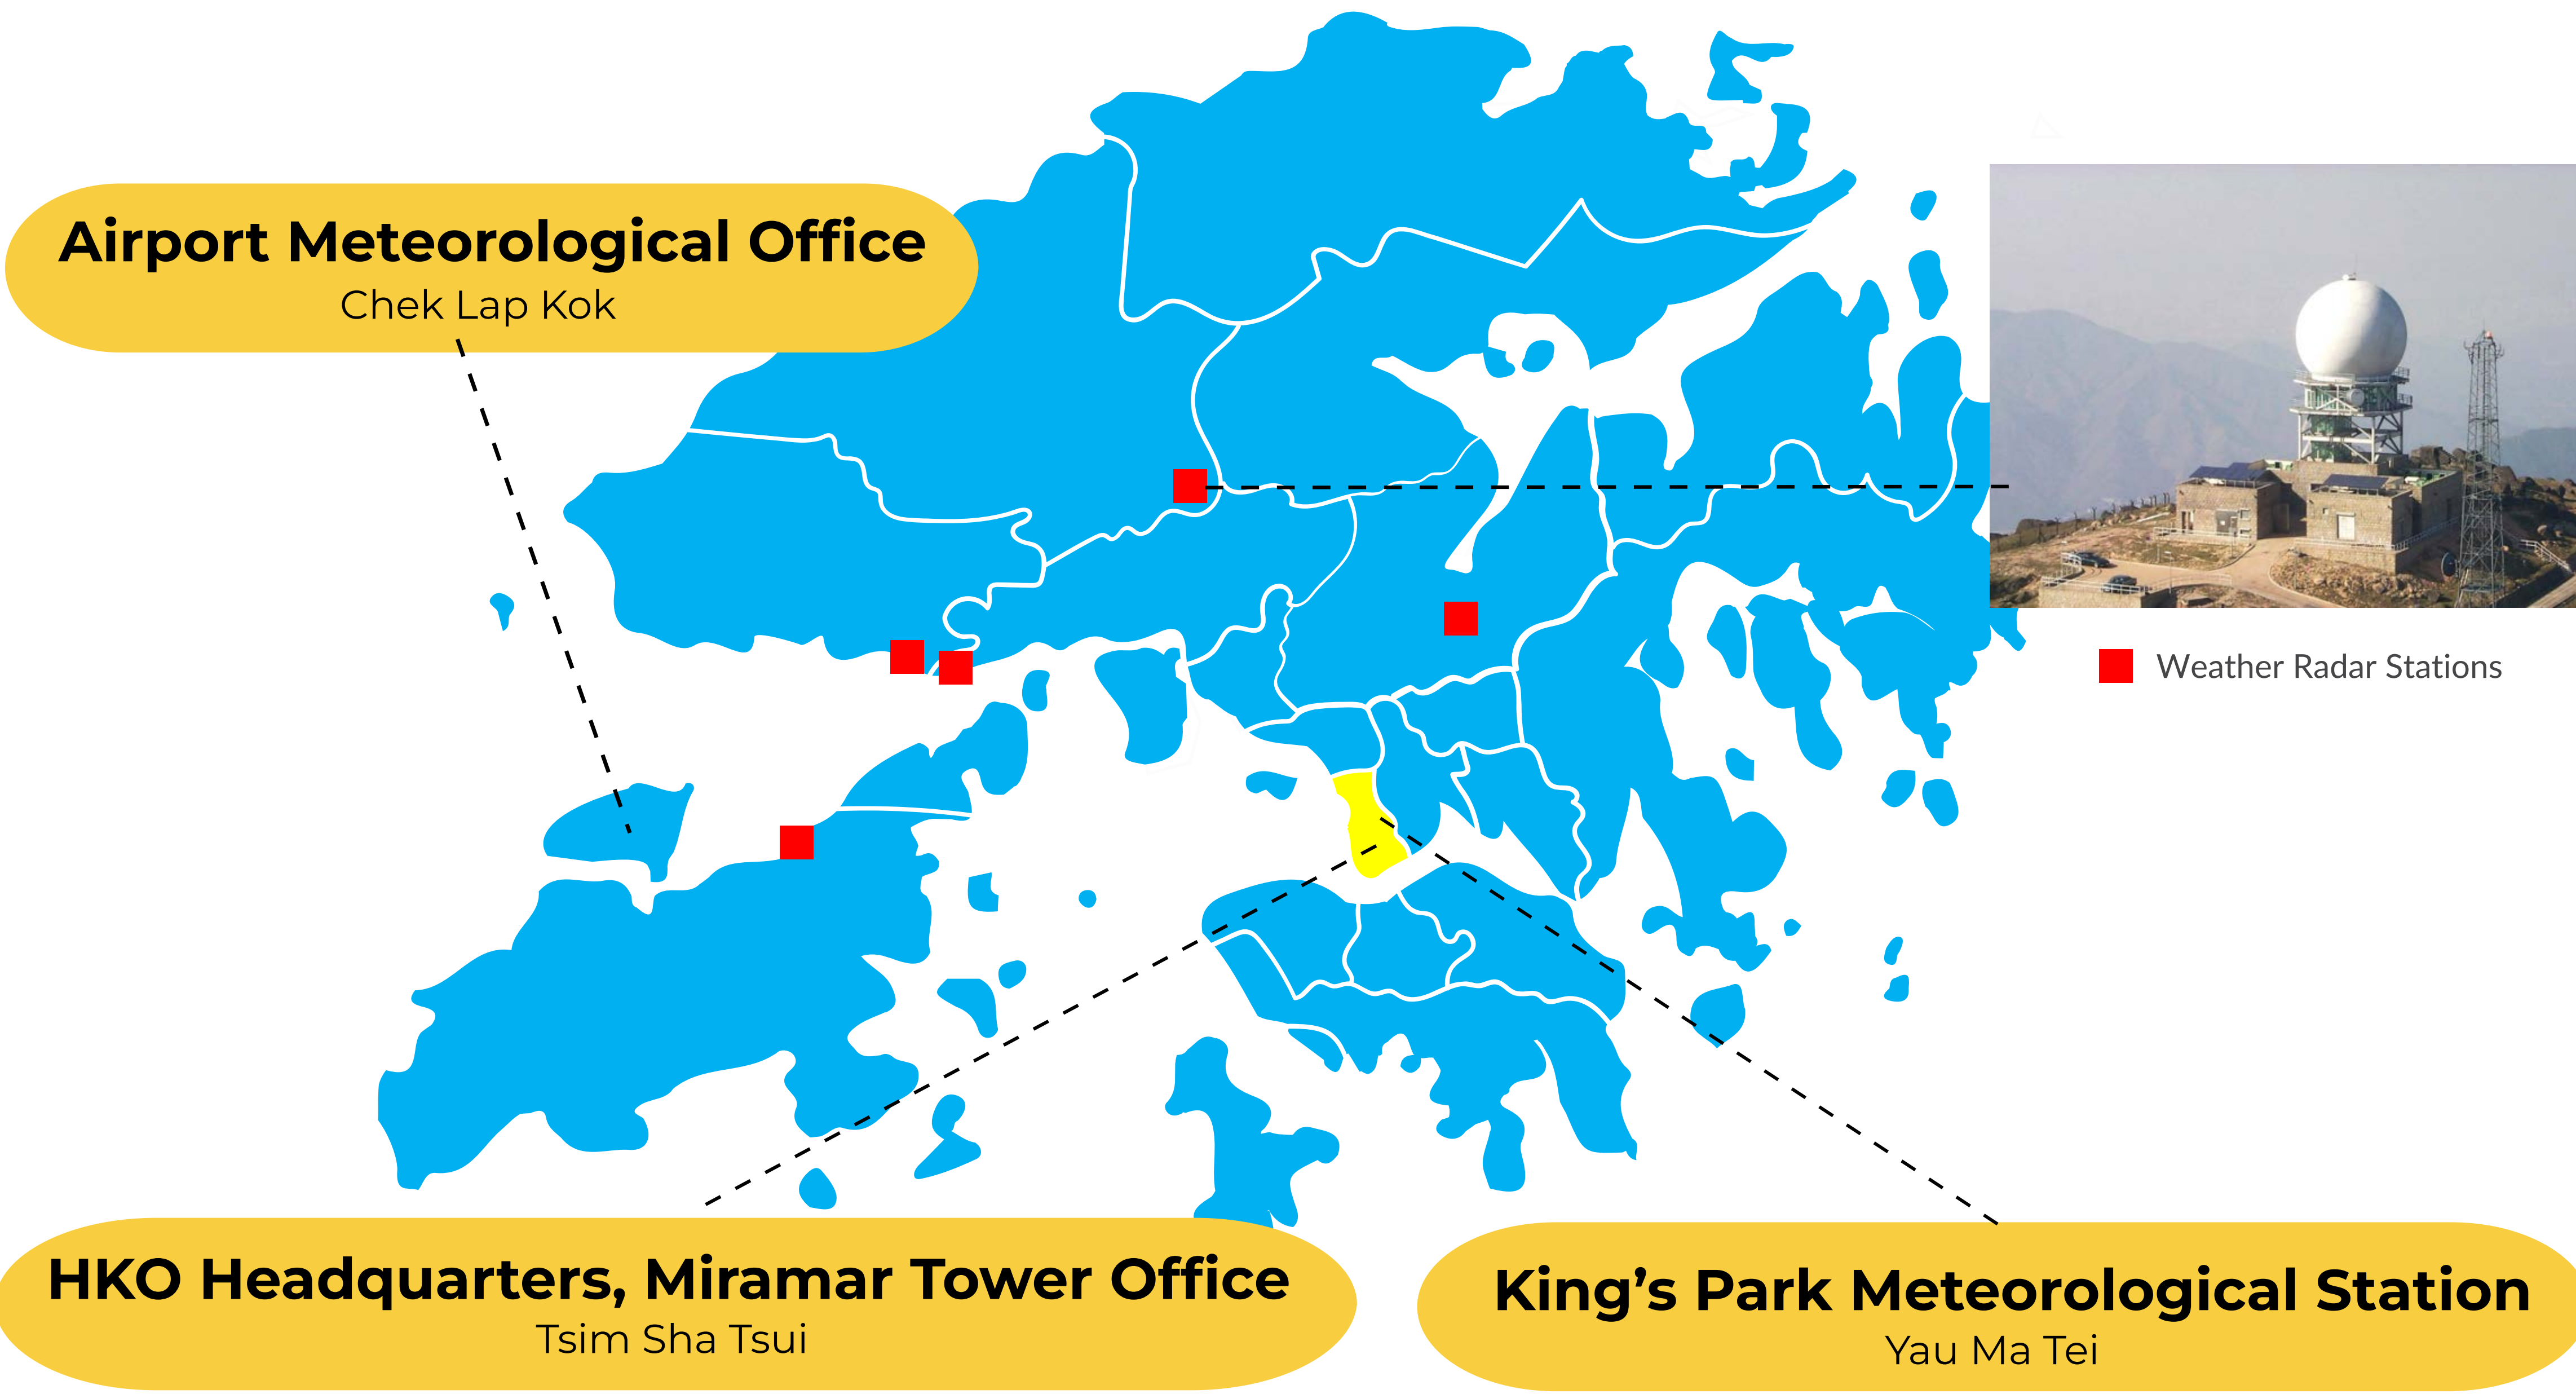 Airport Meteorological Office
Chek Lap Kok
Weather Radar Stations
HKO Headquarters, Miramar Tower Office
Tsim Sha Tsui
King’s Park Meteorological Station
Yau Ma Tei